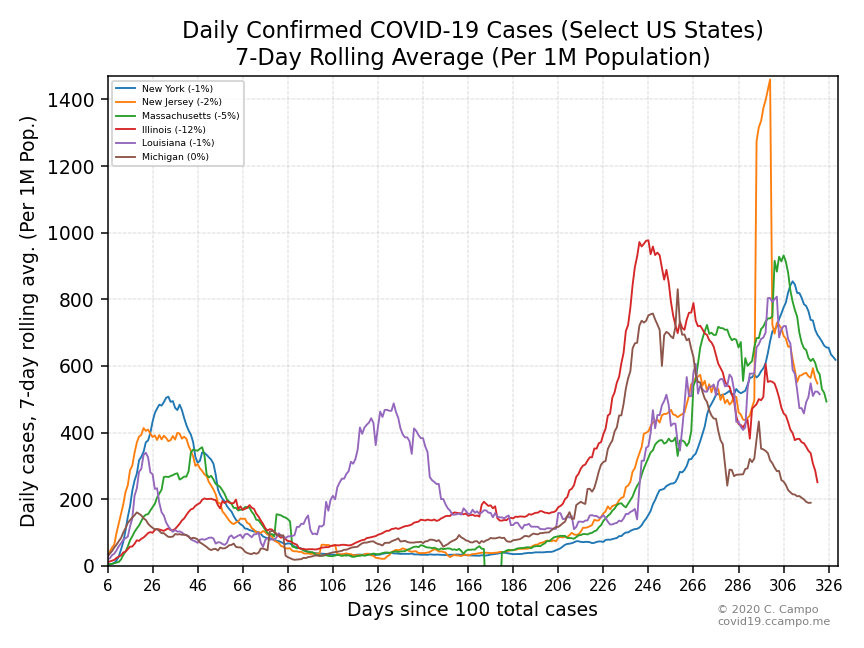 Daily Confirmed COVID-19 Cases (Select US States)
7-Day Rolling Average (Per 1M Population)
Daily cases, 7-day rolling avg. (Per 1M Pop.)
1400
1200
1000
800
600
400
200
0
New York (-1%)
New Jersey (-2%)
Massachusetts (-5%)
Illinois (-12%)
Louisiana (-1%)
Michigan (0%)
6 26 46 66 86 106 126 146 166 186 206 226 246 266 286 306 326
Days since 100 total cases
© 2020 C. Campo
covid19.ccampo.me